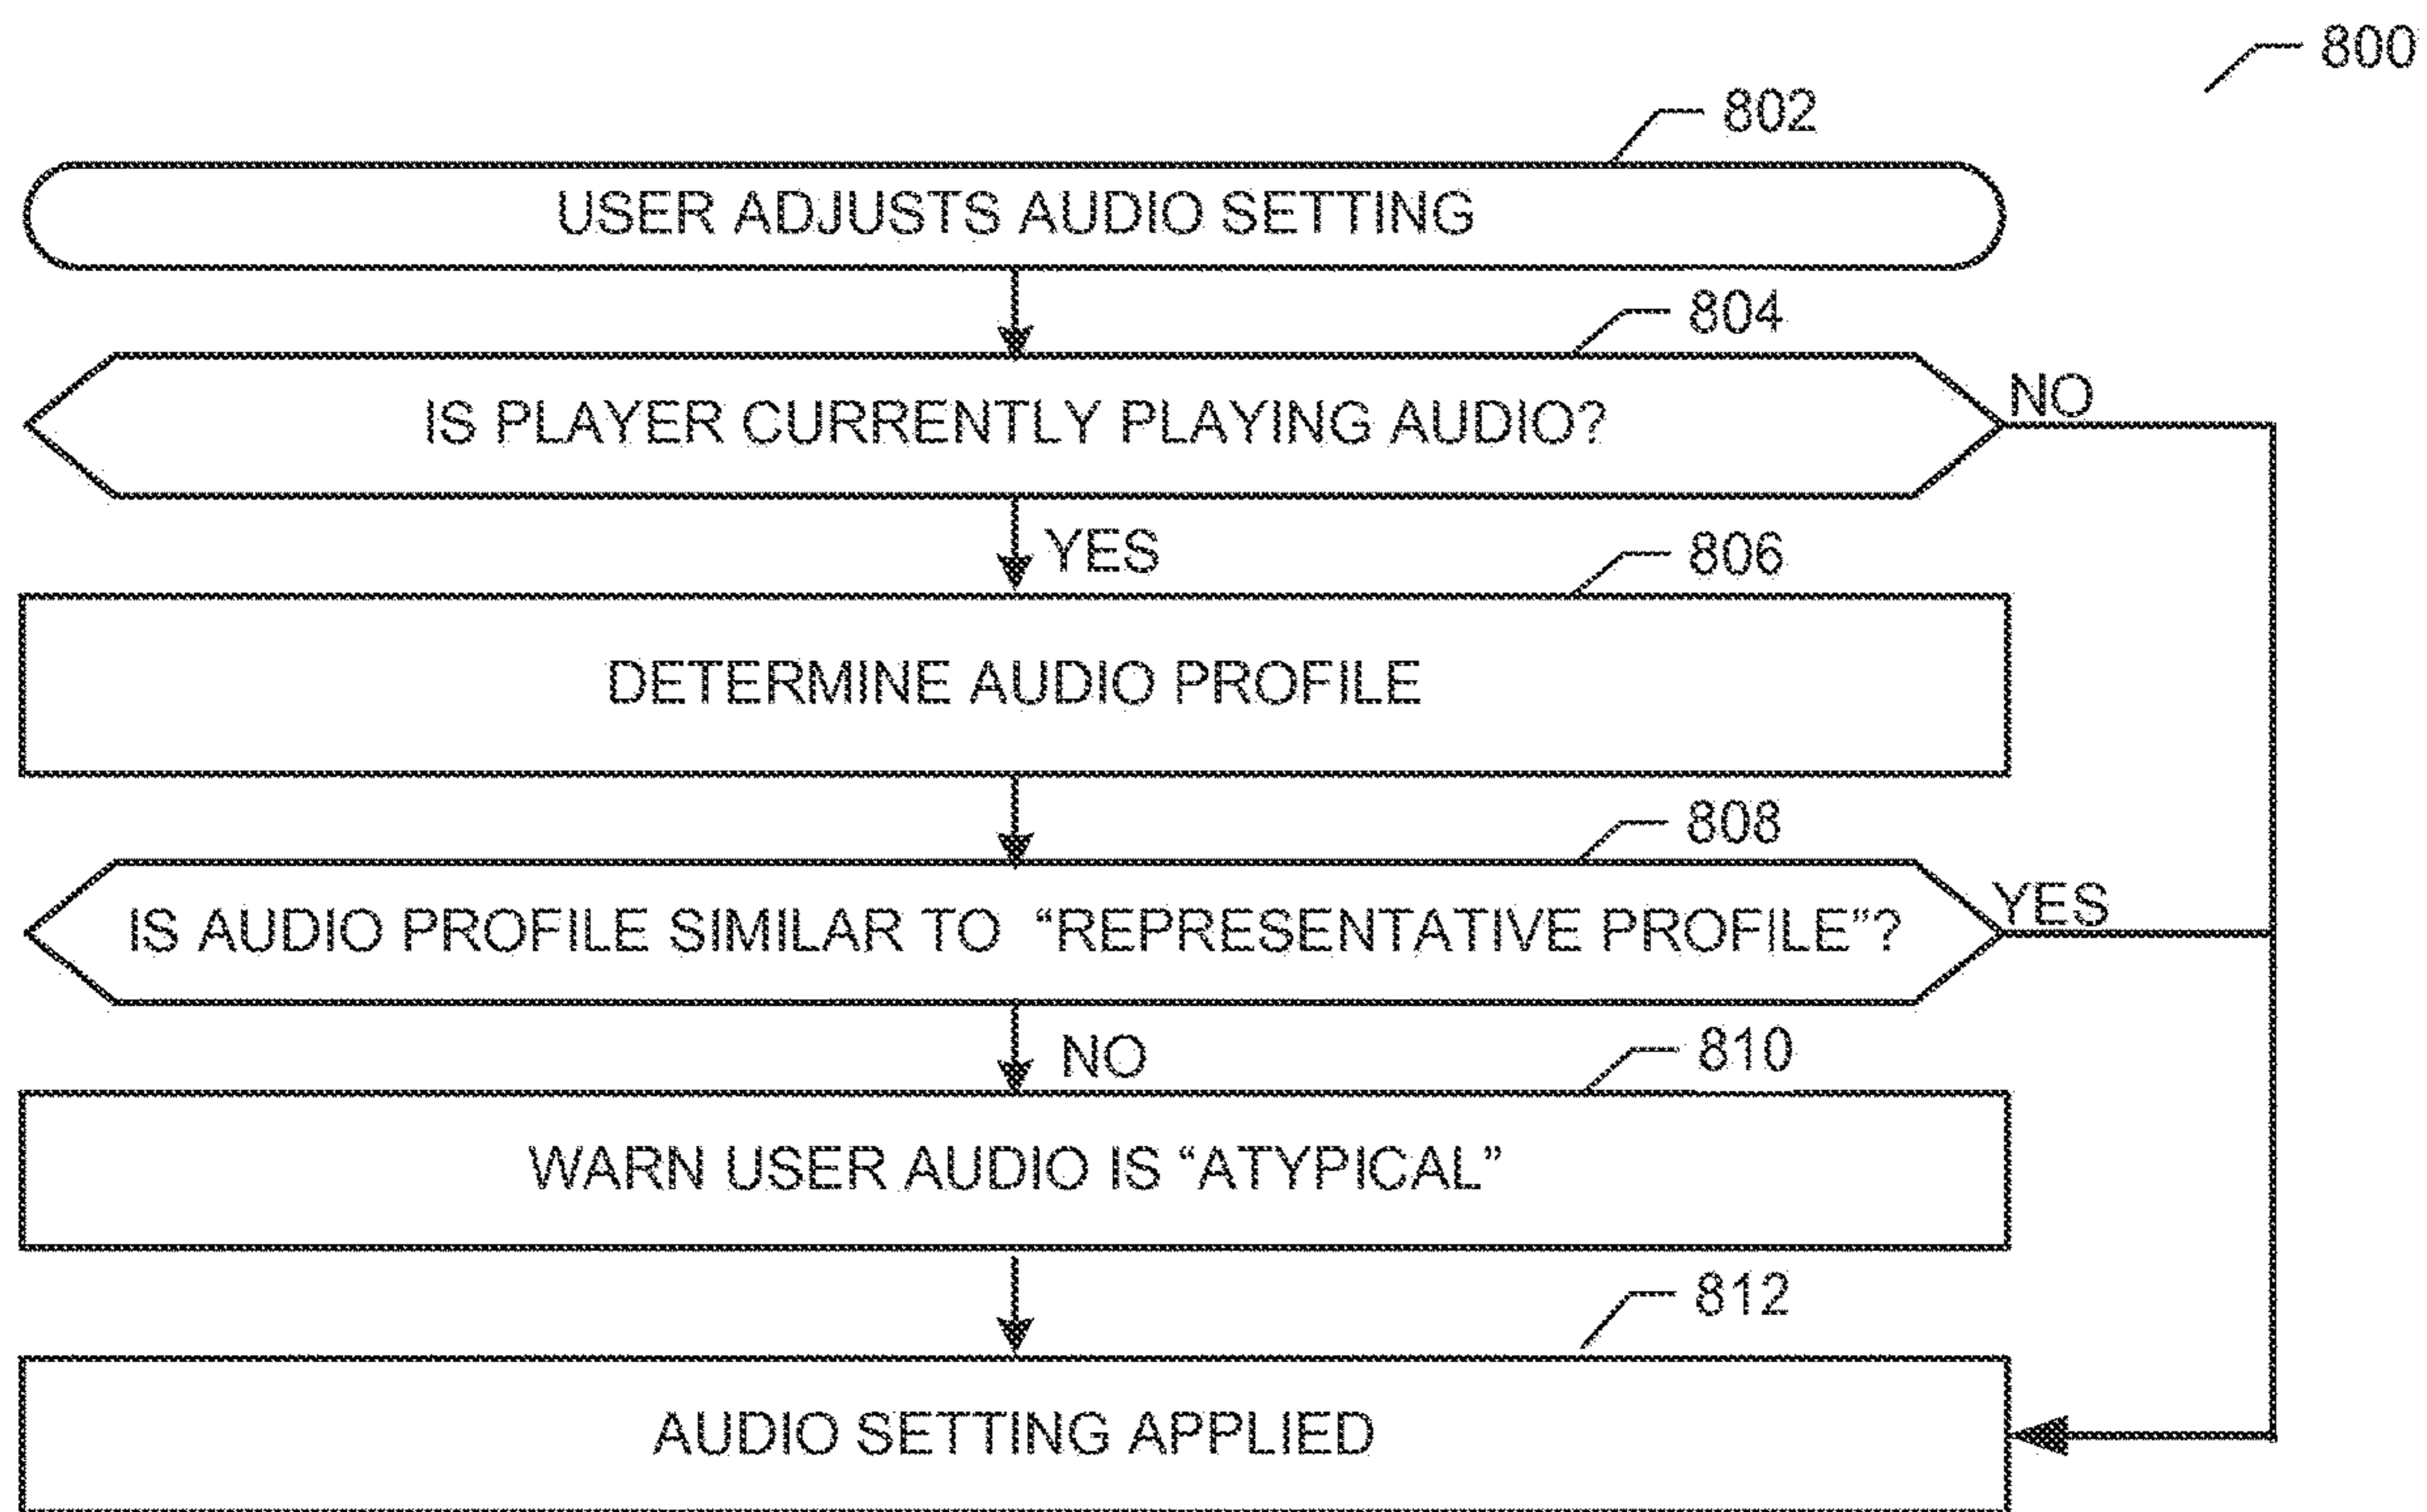 800
802
USER ADJUSTS AUDIO SETTING
804
IS PLAYER CURRENTLY PLAYING AUDIO?
NO
YES
806
DETERMINE AUDIO PROFILE
808
IS AUDIO PROFILE SIMILAR TO “REPRESENTATIVE PROFILE”?
YES
NO
810
WARN USER AUDIO IS “ATYPICAL”
812
AUDIO SETTING APPLIED